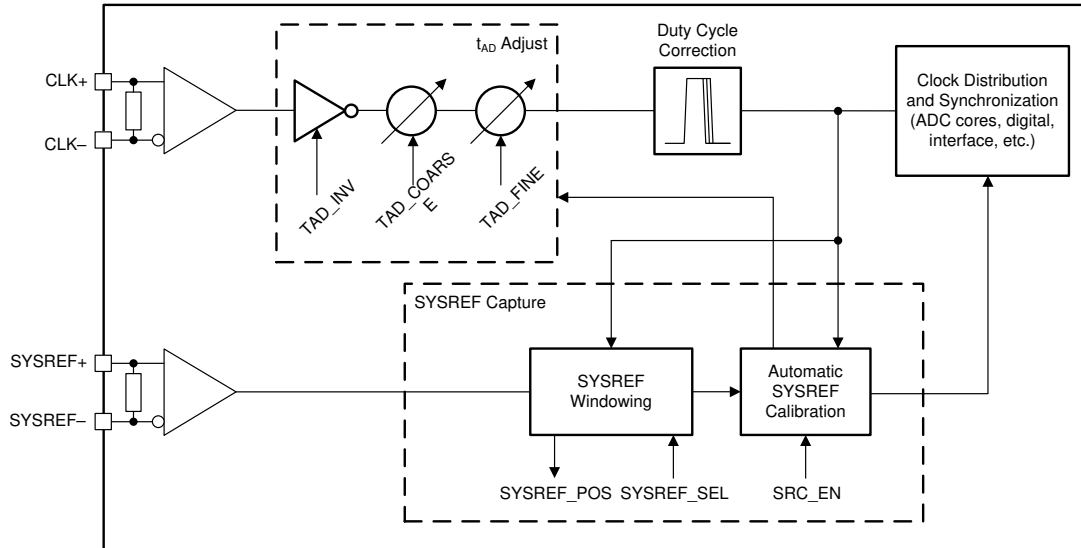 Duty Cycle
Correction
t_AD Adjust
CLK+
CLK–
Clock Distribution
and Synchronization
(ADC cores, digital,
interface, etc.)
TAD_INV
TAD_COARS
E
TAD_FINE
SYSREF Capture
SYSREF+
SYSREF–
SYSREF
Windowing
Automatic
SYSREF
Calibration
SYSREF_POS
SYSREF_SEL
SRC_EN